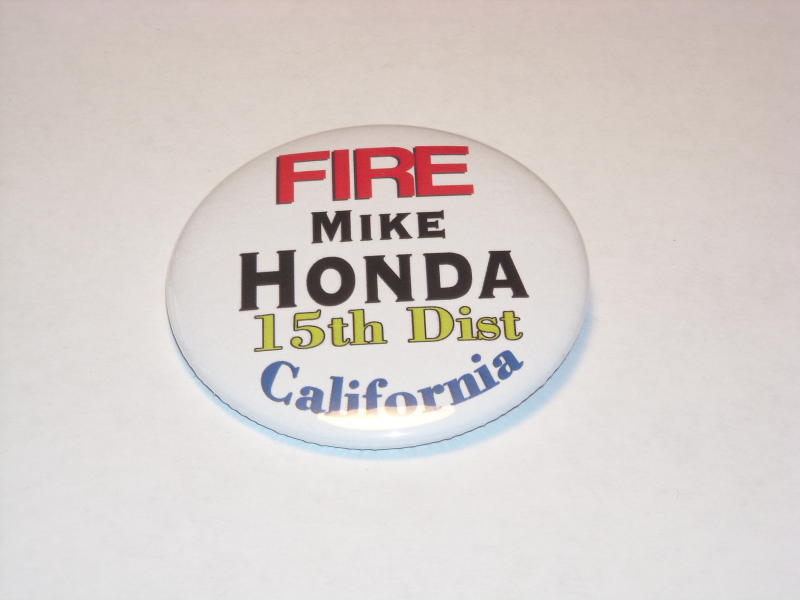 FIRE
MIKE
HONDA
15th Dist
California